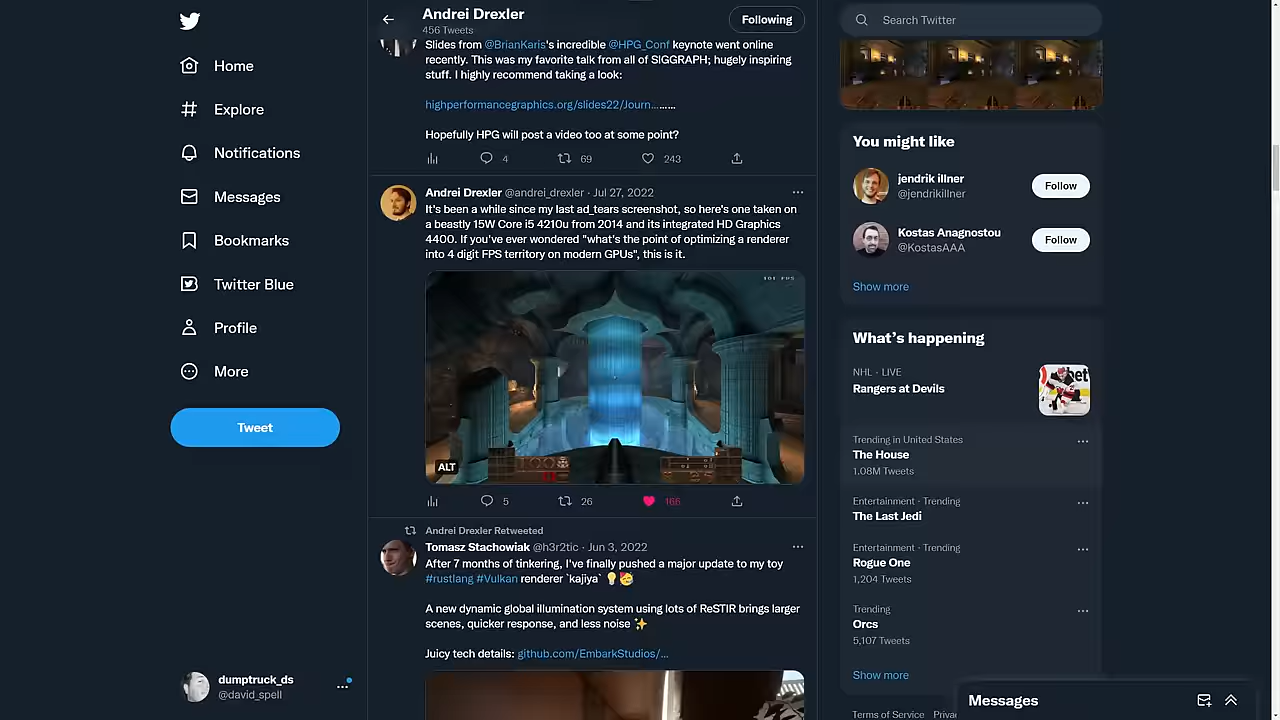 Home
Explore
Notifications
Messages
Bookmarks
Twitter Blue
Profile
More
Tweet
dumptruck_ds
@david_spell
Andrei Drexler
456 Tweets
Following
Slides from @BrianKaris's incredible @HPG_Conf keynote went online
recently. This was my favorite talk from all of SIGGRAPH; hugely inspiring
stuff. I highly recommend taking a look:
highperformancegraphics.org/slides22/Journ...……
Hopefully HPG will post a video too at some point?
4 69 243
Andrei Drexler @andrei_drexler · Jul 27, 2022
It's been a while since my last ad_tears screenshot, so here's one taken on
a beastly 15W Core i5 4210u from 2014 and its integrated HD Graphics
4400. If you've ever wondered "what's the point of optimizing a renderer
into 4 digit FPS territory on modern GPUs", this is it.
101 FPS
ALT
5 26 166
Andrei Drexler Retweeted
Tomasz Stachowiak @h3r2tic · Jun 3, 2022
After 7 months of tinkering, I've finally pushed a major update to my toy
#rustlang #Vulkan renderer `kajiya` 💡🥳
A new dynamic global illumination system using lots of ReSTIR brings larger
scenes, quicker response, and less noise ✨
Juicy tech details: github.com/EmbarkStudios/...
Search Twitter
You might like
jendrik illner
@jendrikillner
Follow
Kostas Anagnostou
@KostasAAA
Follow
Show more
What's happening
NHL · LIVE
Rangers at Devils
Trending in United States
The House
1.08M Tweets
Entertainment · Trending
The Last Jedi
Entertainment · Trending
Rogue One
1,204 Tweets
Trending
Orcs
5,107 Tweets
Show more
Terms of Service
Messages